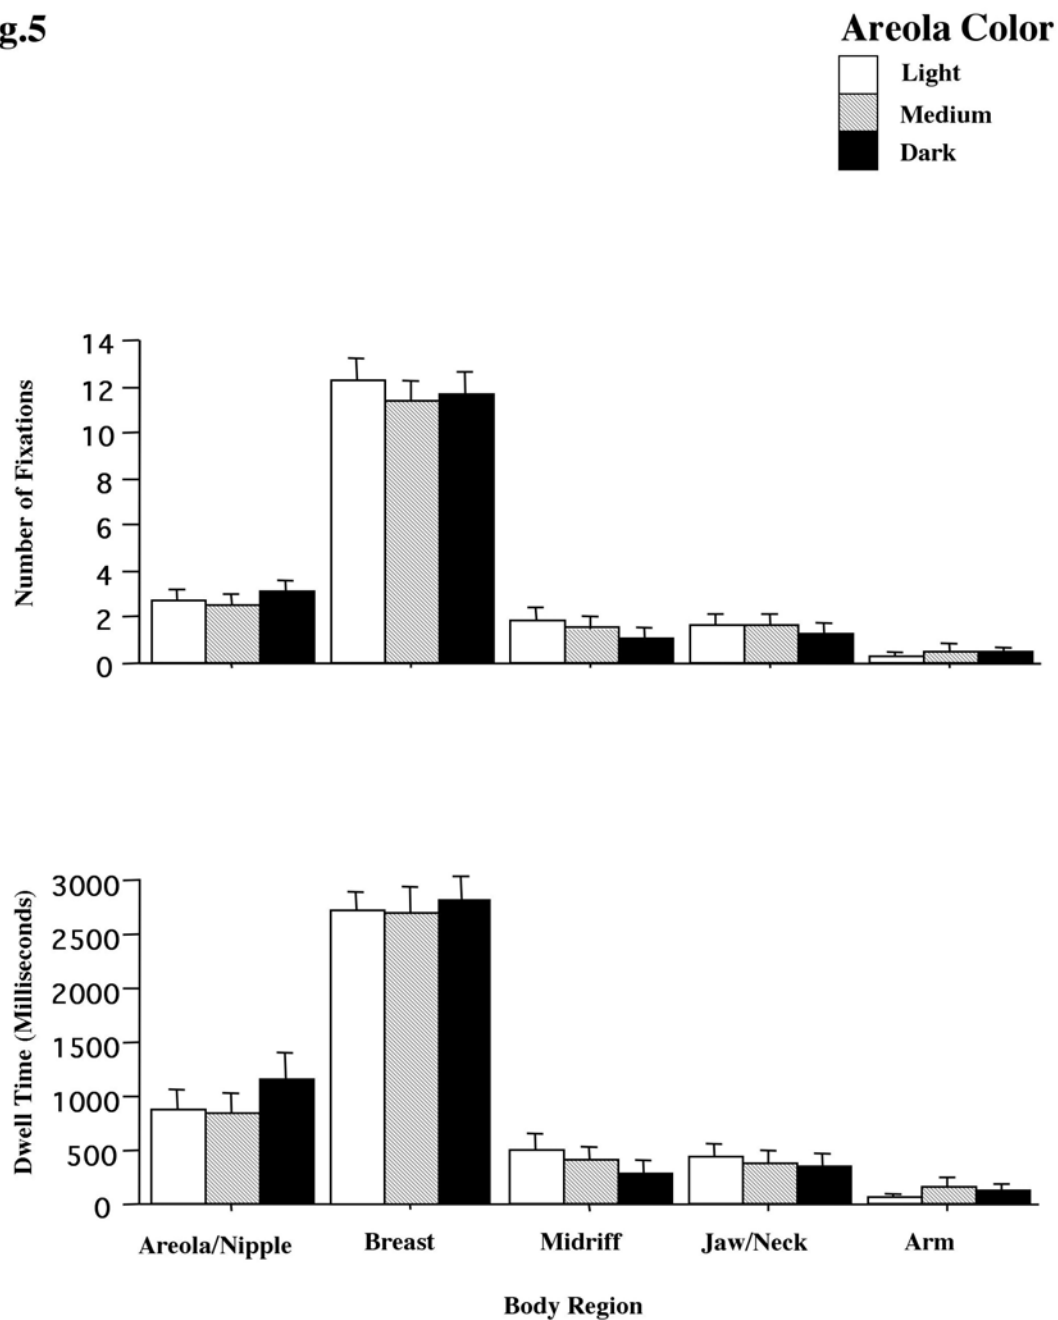 g.5
Areola Color
Light
Medium
Dark
Number of Fixations
14
12
10
8
6
4
2
0
Dwell Time (Milliseconds)
3000
2500
2000
1500
1000
500
0
Areola/Nipple Breast Midriff Jaw/Neck Arm
Body Region